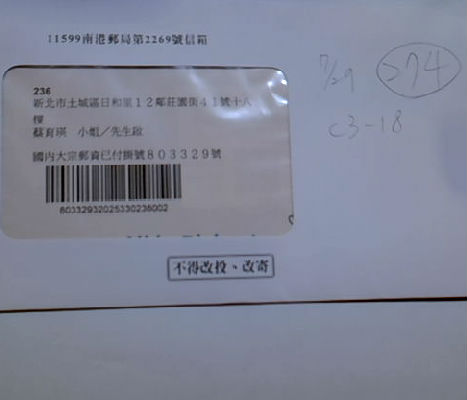 11599南港郵局第2269號信箱
7/29
274
C3-18
236
新北市土城區日和里12鄰莊園街41號十八
樓
蔡育瑛 小姐/先生啟
國內大宗郵資已付掛號803329號
80332932025330236002
不得改投、改寄